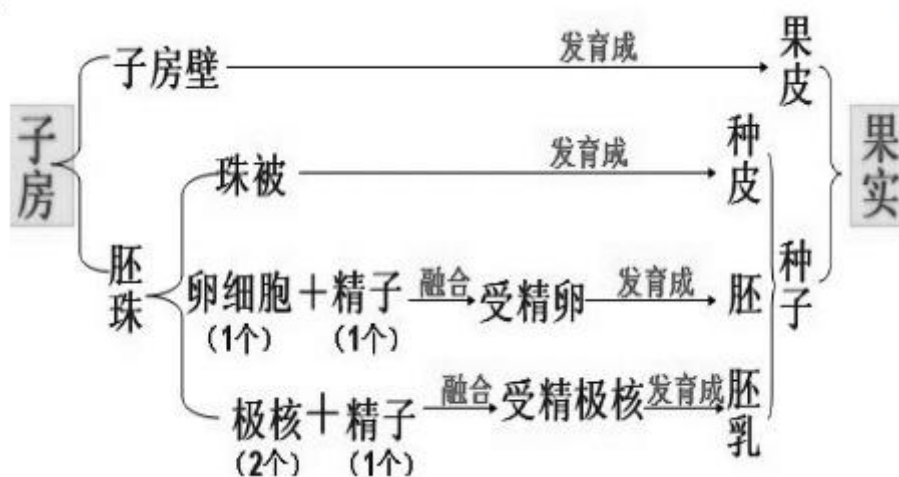 子房
子房壁 发育成 果皮
胚珠
珠被 发育成 种皮
卵细胞+精子 融合 受精卵 发育成 胚
(1个) (1个)
极核+精子 融合 受精极核 发育成 胚乳
(2个) (1个)
种子
果实